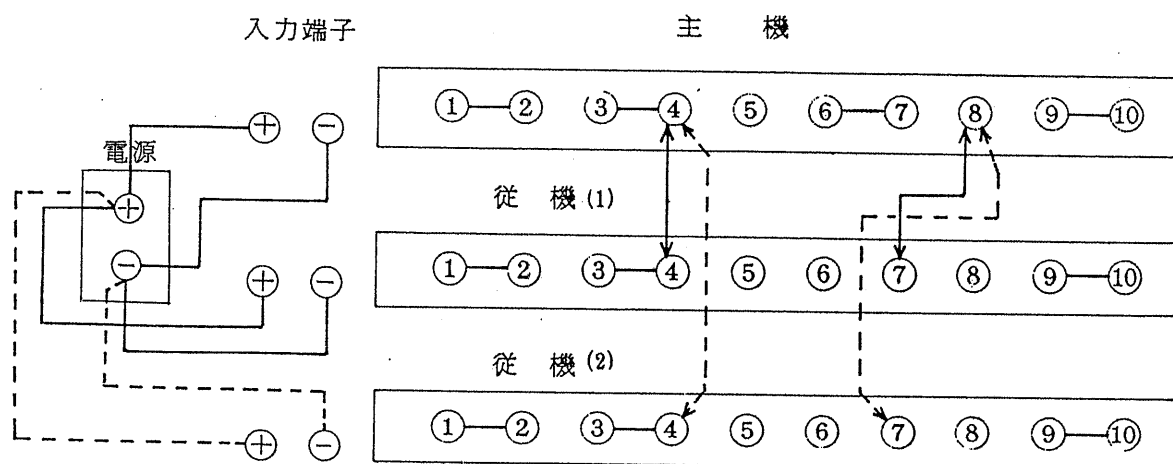 入力端子 主 機
① ② ③ ④ ⑤ ⑥ ⑦ ⑧ ⑨ ⑩
⊕ ⊖
電源
⊕
⊖
従 機 (1)
⊕ ⊖ ① ② ③ ④ ⑤ ⑥ ⑦ ⑧ ⑨ ⑩
従 機 (2)
⊕ ⊖ ① ② ③ ④ ⑤ ⑥ ⑦ ⑧ ⑨ ⑩